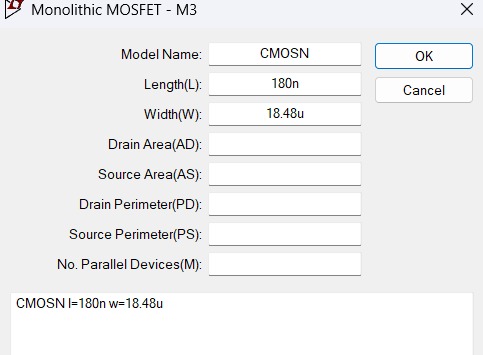 Monolithic MOSFET - M3
Model Name: CMOSN OK
Length(L): 180n Cancel
Width(W): 18.48u
Drain Area(AD):
Source Area(AS):
Drain Perimeter(PD):
Source Perimeter(PS):
No. Parallel Devices(M):
CMOSN l=180n w=18.48u